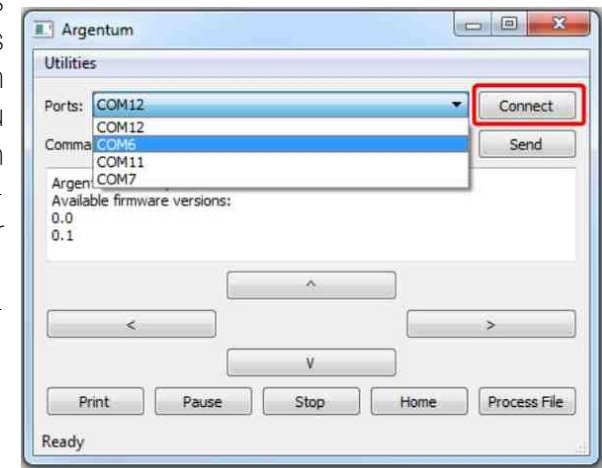 Argentum
Utilities
Ports: COM12 Connect
COM12
COM6 Send
COM11
COM7
Available firmware versions:
0.0
0.1
^
< >
V
Print Pause Stop Home Process File
Ready